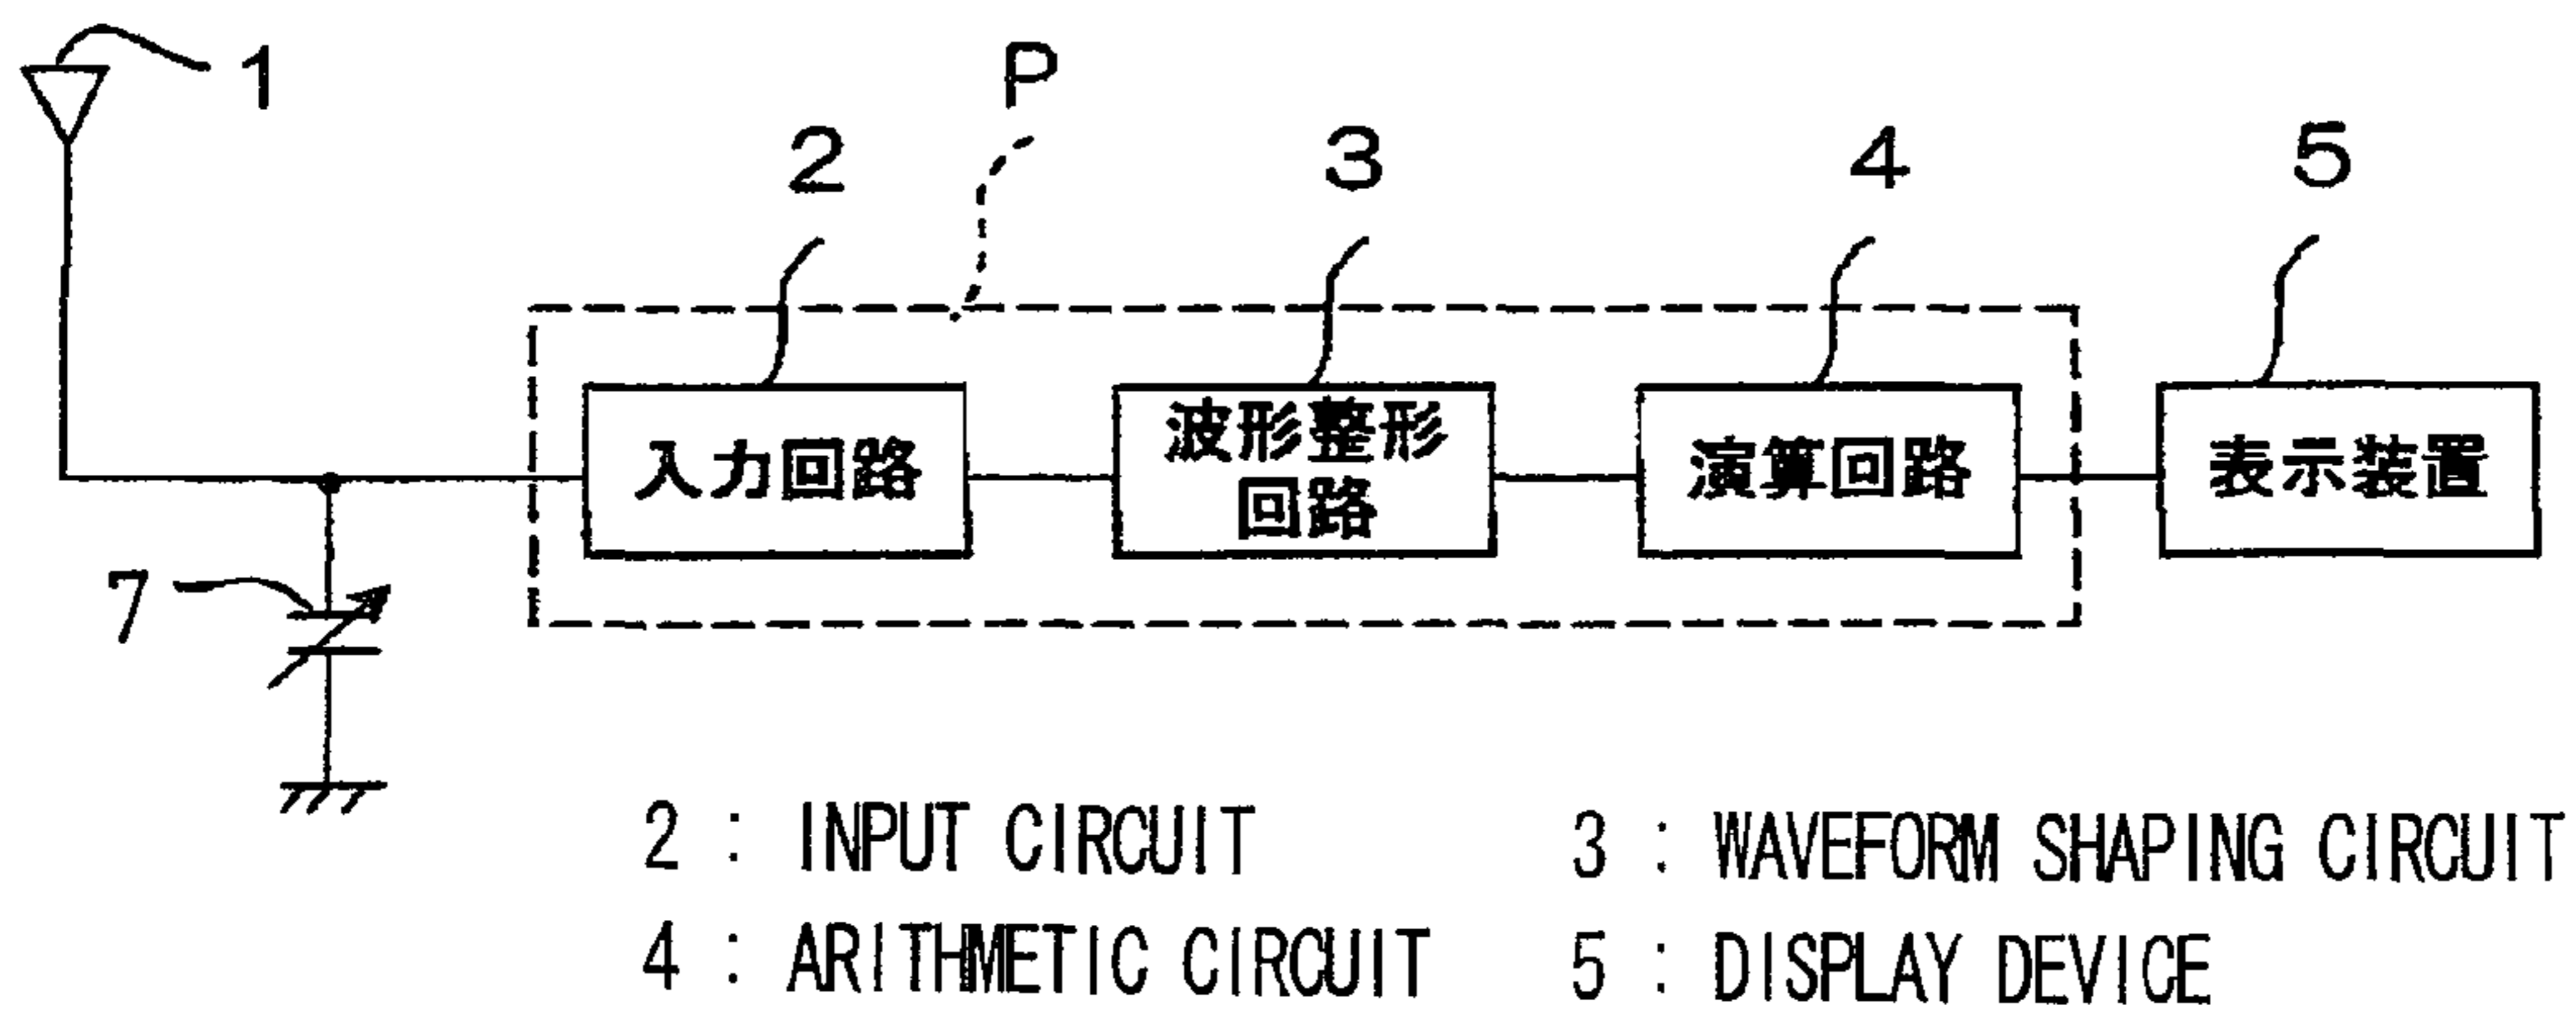 1
P
2
3
4
5
入力回路
波形整形
回路
演算回路
表示装置
7
2 : INPUT CIRCUIT
3 : WAVEFORM SHAPING CIRCUIT
4 : ARITHMETIC CIRCUIT
5 : DISPLAY DEVICE